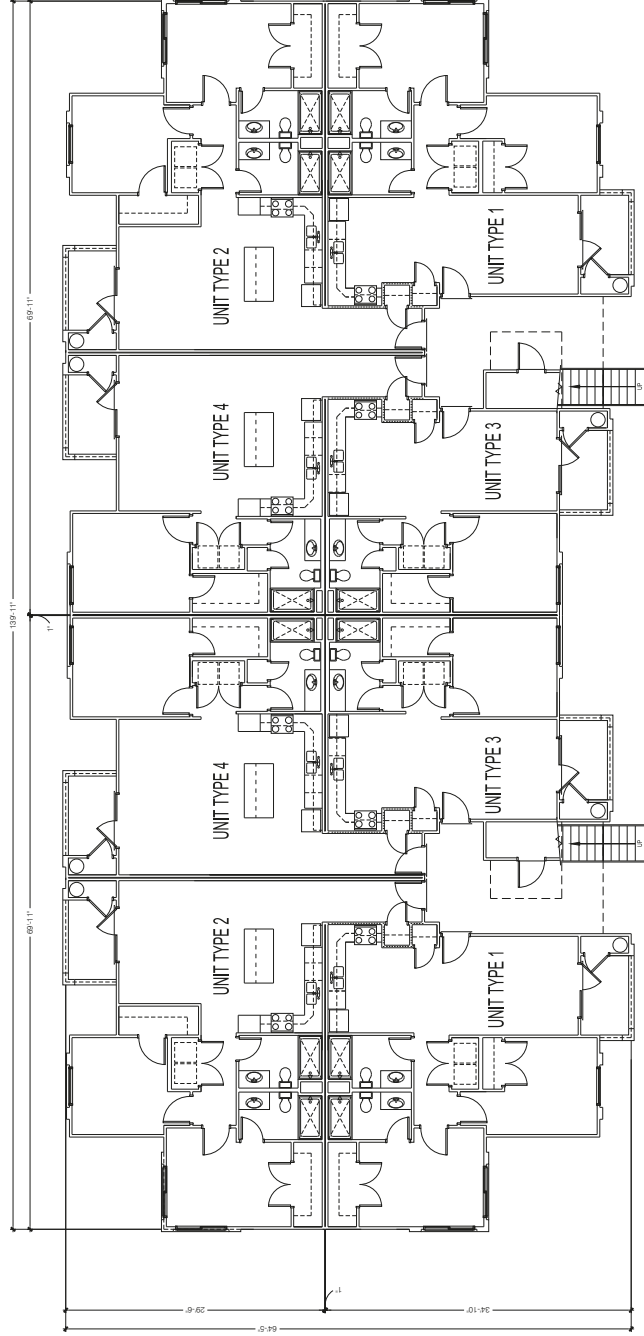 139'-11"
69'-11"
69'-11"
1"
UNIT TYPE 2
UNIT TYPE 1
UNIT TYPE 4
UNIT TYPE 3
UP
UNIT TYPE 4
UNIT TYPE 3
UP
UNIT TYPE 2
UNIT TYPE 1
29'-6"
1"
34'-10"
64'-5"